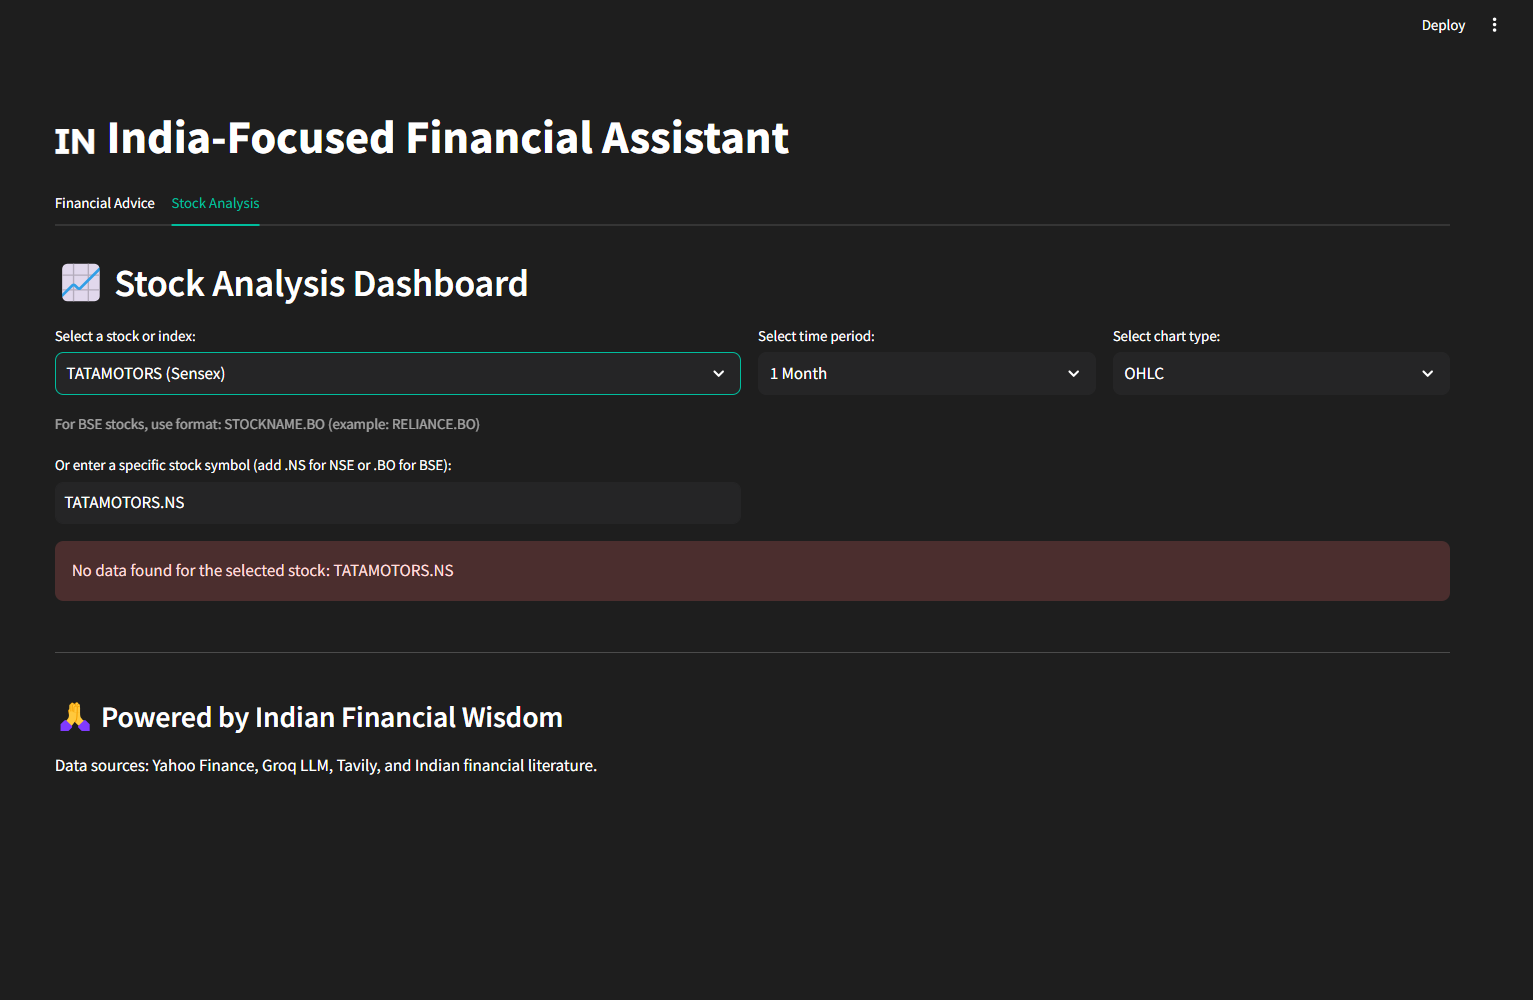 Deploy
IN India-Focused Financial Assistant
Financial Advice Stock Analysis
Stock Analysis Dashboard
Select a stock or index: Select time period: Select chart type:
TATAMOTORS (Sensex) 1 Month OHLC
For BSE stocks, use format: STOCKNAME.BO (example: RELIANCE.BO)
Or enter a specific stock symbol (add .NS for NSE or .BO for BSE):
TATAMOTORS.NS
No data found for the selected stock: TATAMOTORS.NS
Powered by Indian Financial Wisdom
Data sources: Yahoo Finance, Groq LLM, Tavily, and Indian financial literature.